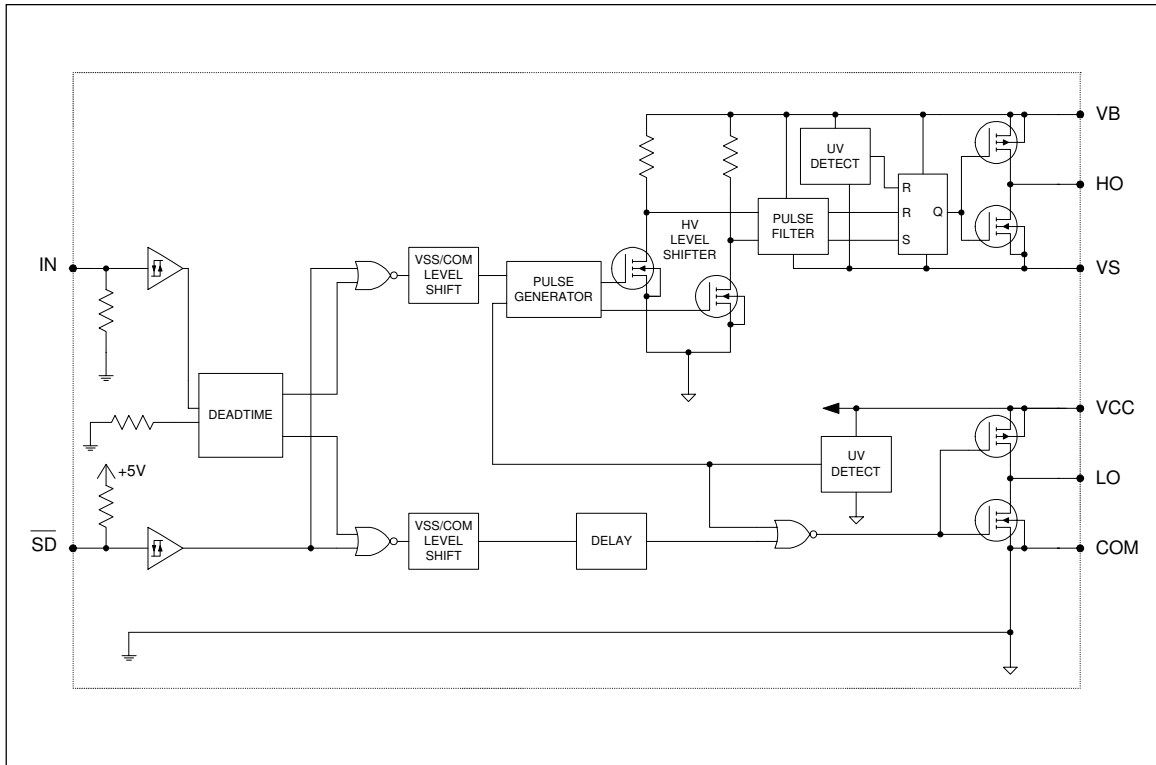 VB
UV
DETECT
HO
R
R
Q
S
PULSE
FILTER
HV
LEVEL
SHIFTER
IN
VSS/COM
LEVEL
SHIFT
PULSE
GENERATOR
VS
DEADTIME
VCC
UV
DETECT
+5V
LO
SD
VSS/COM
LEVEL
SHIFT
DELAY
COM